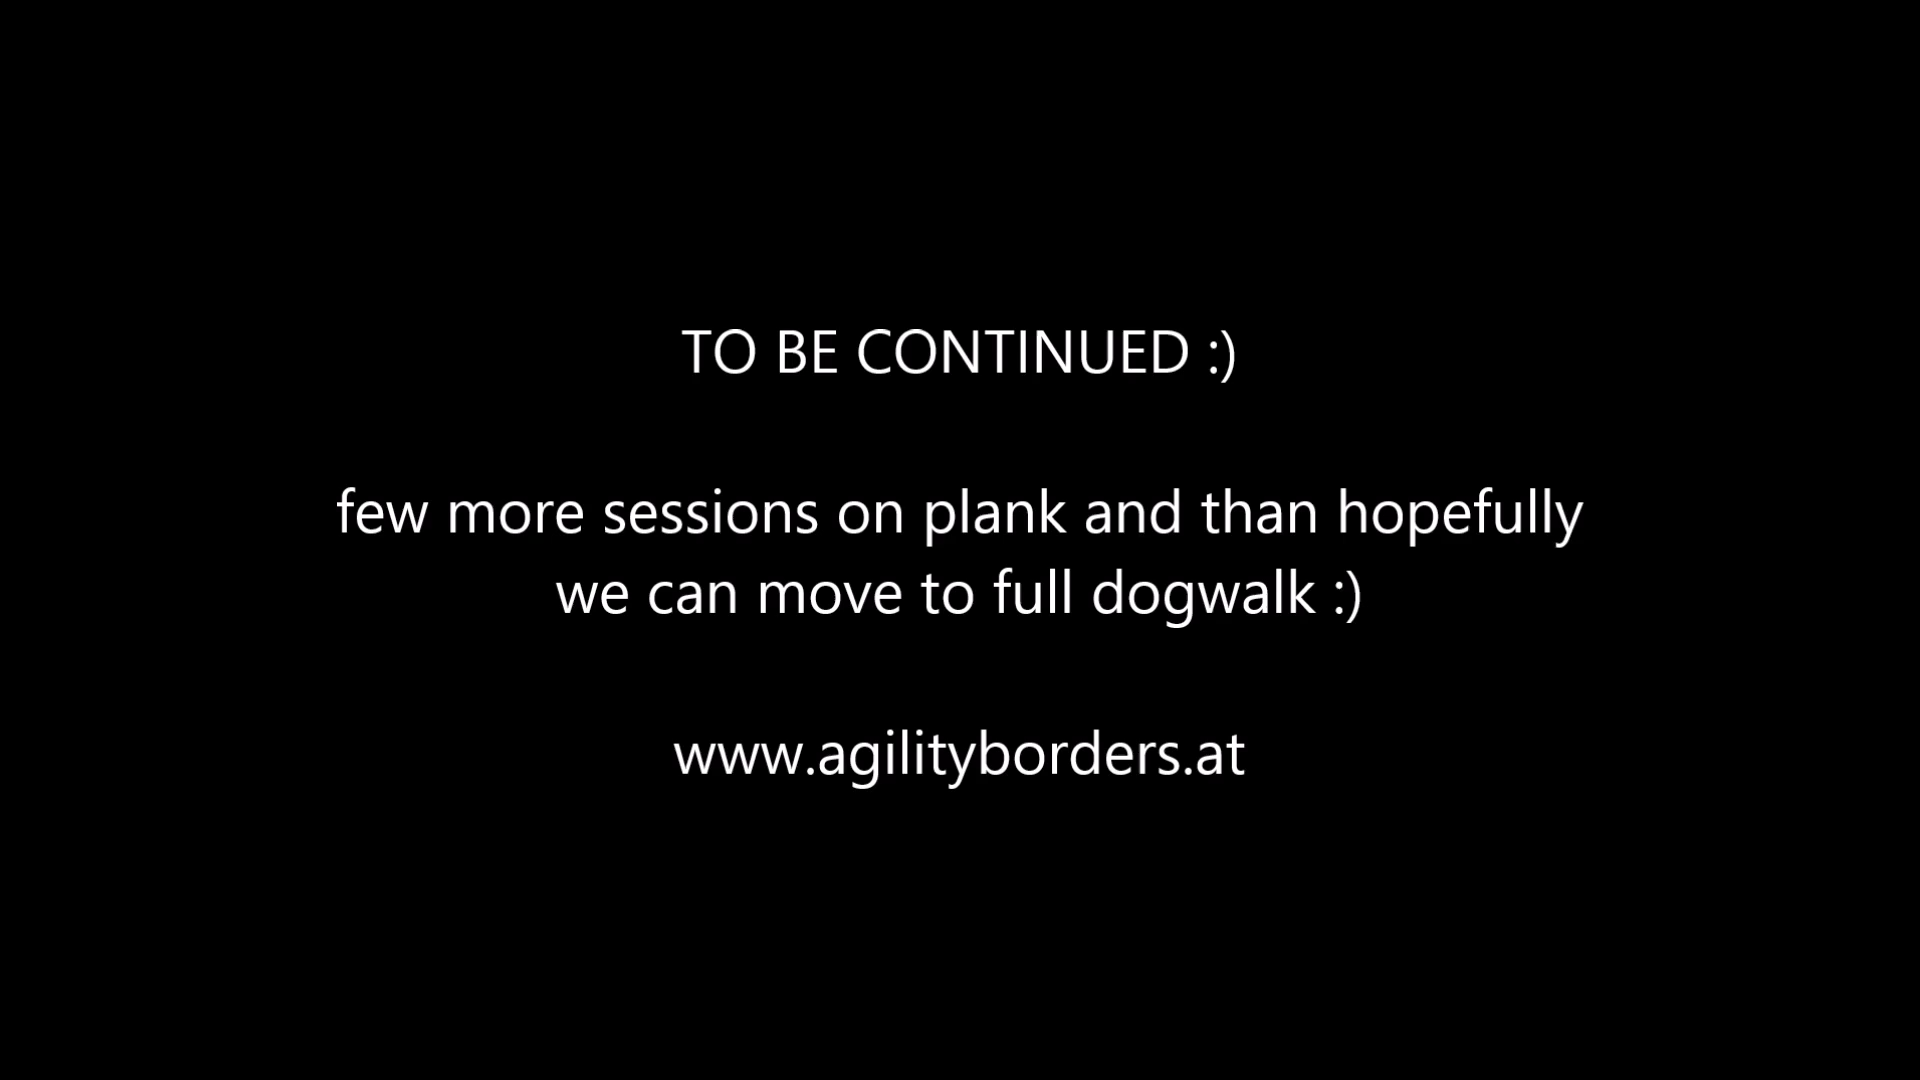 TO BE CONTINUED :)
few more sessions on plank and than hopefully
we can move to full dogwalk :)
www.agilityborders.at